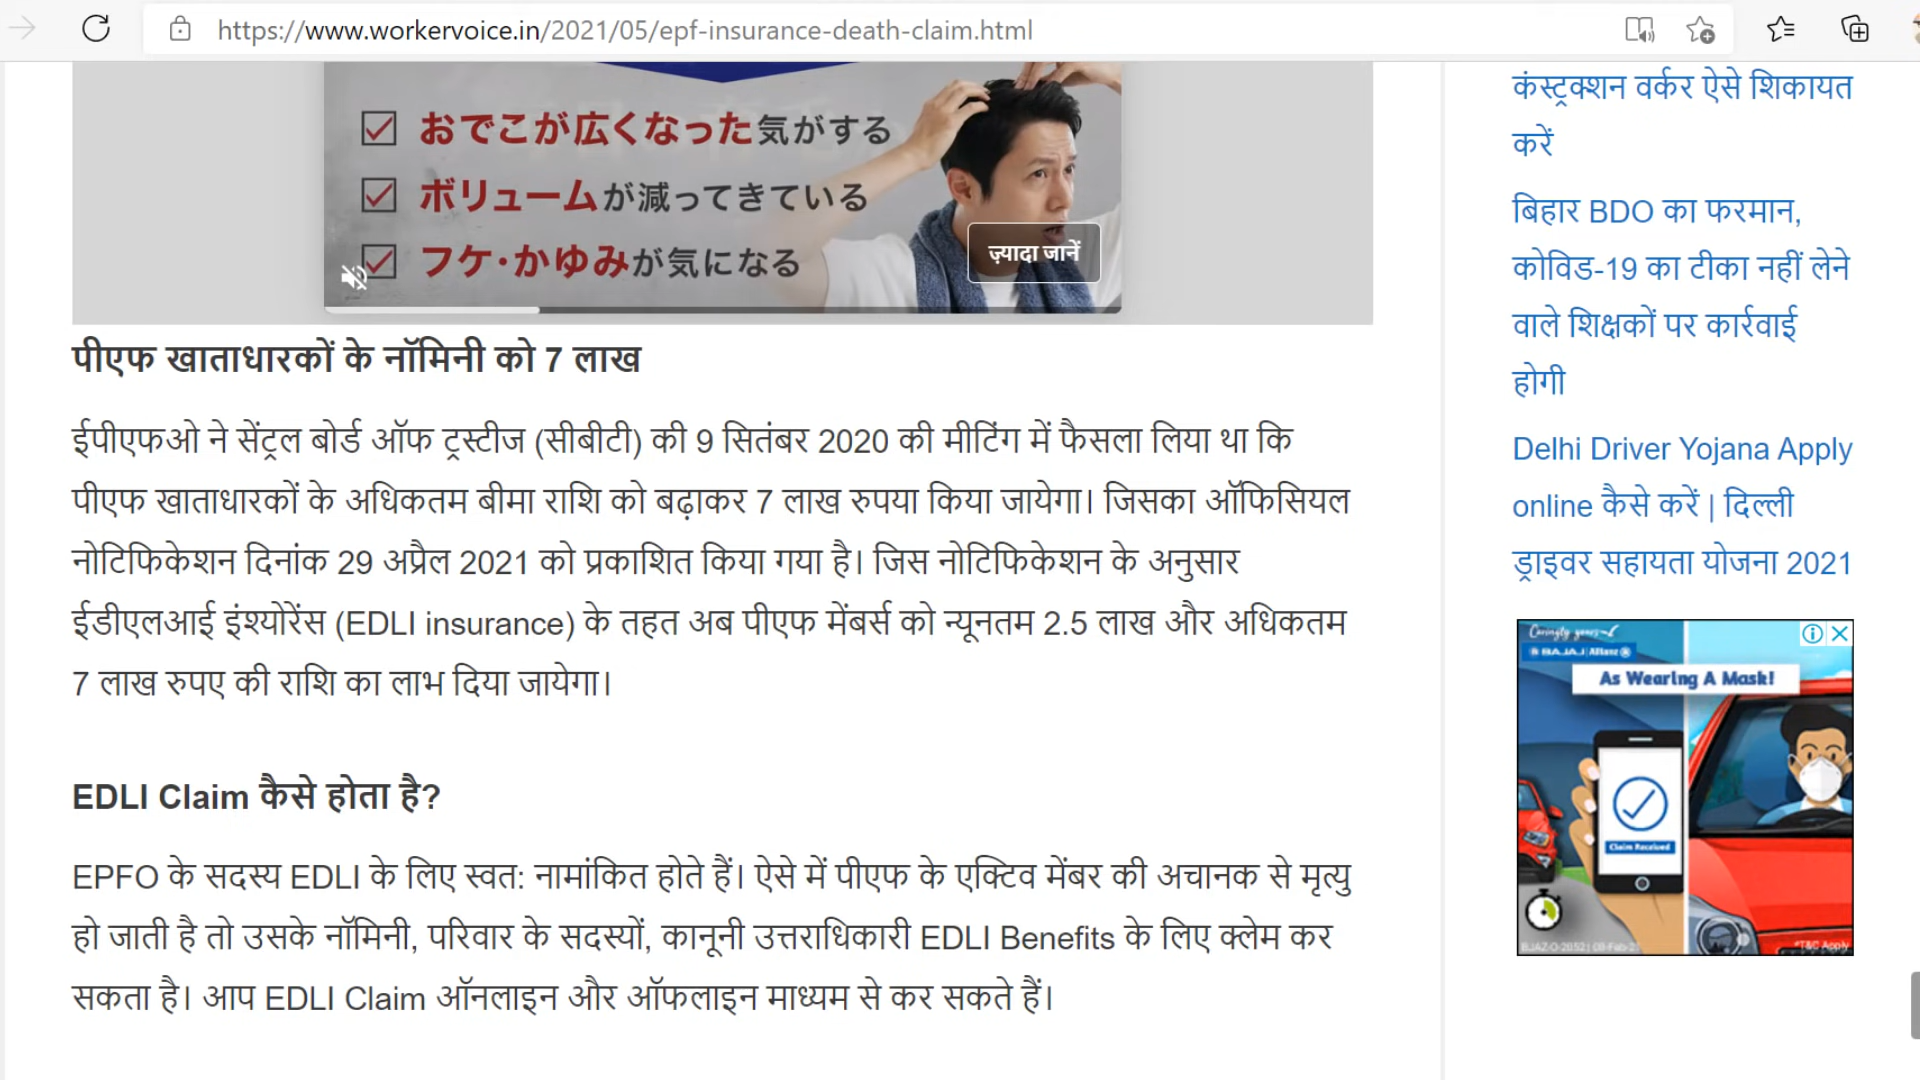 https://www.workervoice.in/2021/05/epf-insurance-death-claim.html
おでこが広くなった気がする
ボリュームが減ってきている
フケ・かゆみが気になる
ज़्यादा जानें
पीएफ खाताधारकों के नॉमिनी को 7 लाख
ईपीएफओ ने सेंट्रल बोर्ड ऑफ ट्रस्टीज (सीबीटी) की 9 सितंबर 2020 की मीटिंग में फैसला लिया था कि
पीएफ खाताधारकों के अधिकतम बीमा राशि को बढ़ाकर 7 लाख रुपया किया जायेगा। जिसका ऑफिसियल
नोटिफिकेशन दिनांक 29 अप्रैल 2021 को प्रकाशित किया गया है। जिस नोटिफिकेशन के अनुसार
ईडीएलआई इंश्योरेंस (EDLI insurance) के तहत अब पीएफ मेंबर्स को न्यूनतम 2.5 लाख और अधिकतम
7 लाख रुपए की राशि का लाभ दिया जायेगा।
EDLI Claim कैसे होता है?
EPFO के सदस्य EDLI के लिए स्वत: नामांकित होते हैं। ऐसे में पीएफ के एक्टिव मेंबर की अचानक से मृत्यु
हो जाती है तो उसके नॉमिनी, परिवार के सदस्यों, कानूनी उत्तराधिकारी EDLI Benefits के लिए क्लेम कर
सकता है। आप EDLI Claim ऑनलाइन और ऑफलाइन माध्यम से कर सकते हैं।
कंस्ट्रक्शन वर्कर ऐसे शिकायत
करें
बिहार BDO का फरमान,
कोविड-19 का टीका नहीं लेने
वाले शिक्षकों पर कार्रवाई
होगी
Delhi Driver Yojana Apply
online कैसे करें | दिल्ली
ड्राइवर सहायता योजना 2021
Caringly yours
BAJAJ Allianz
As Wearing A Mask!
Claim Received
*T&C Apply